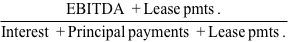 EBITDA + Lease pmts .
Interest + Principal payments + Lease pmts .